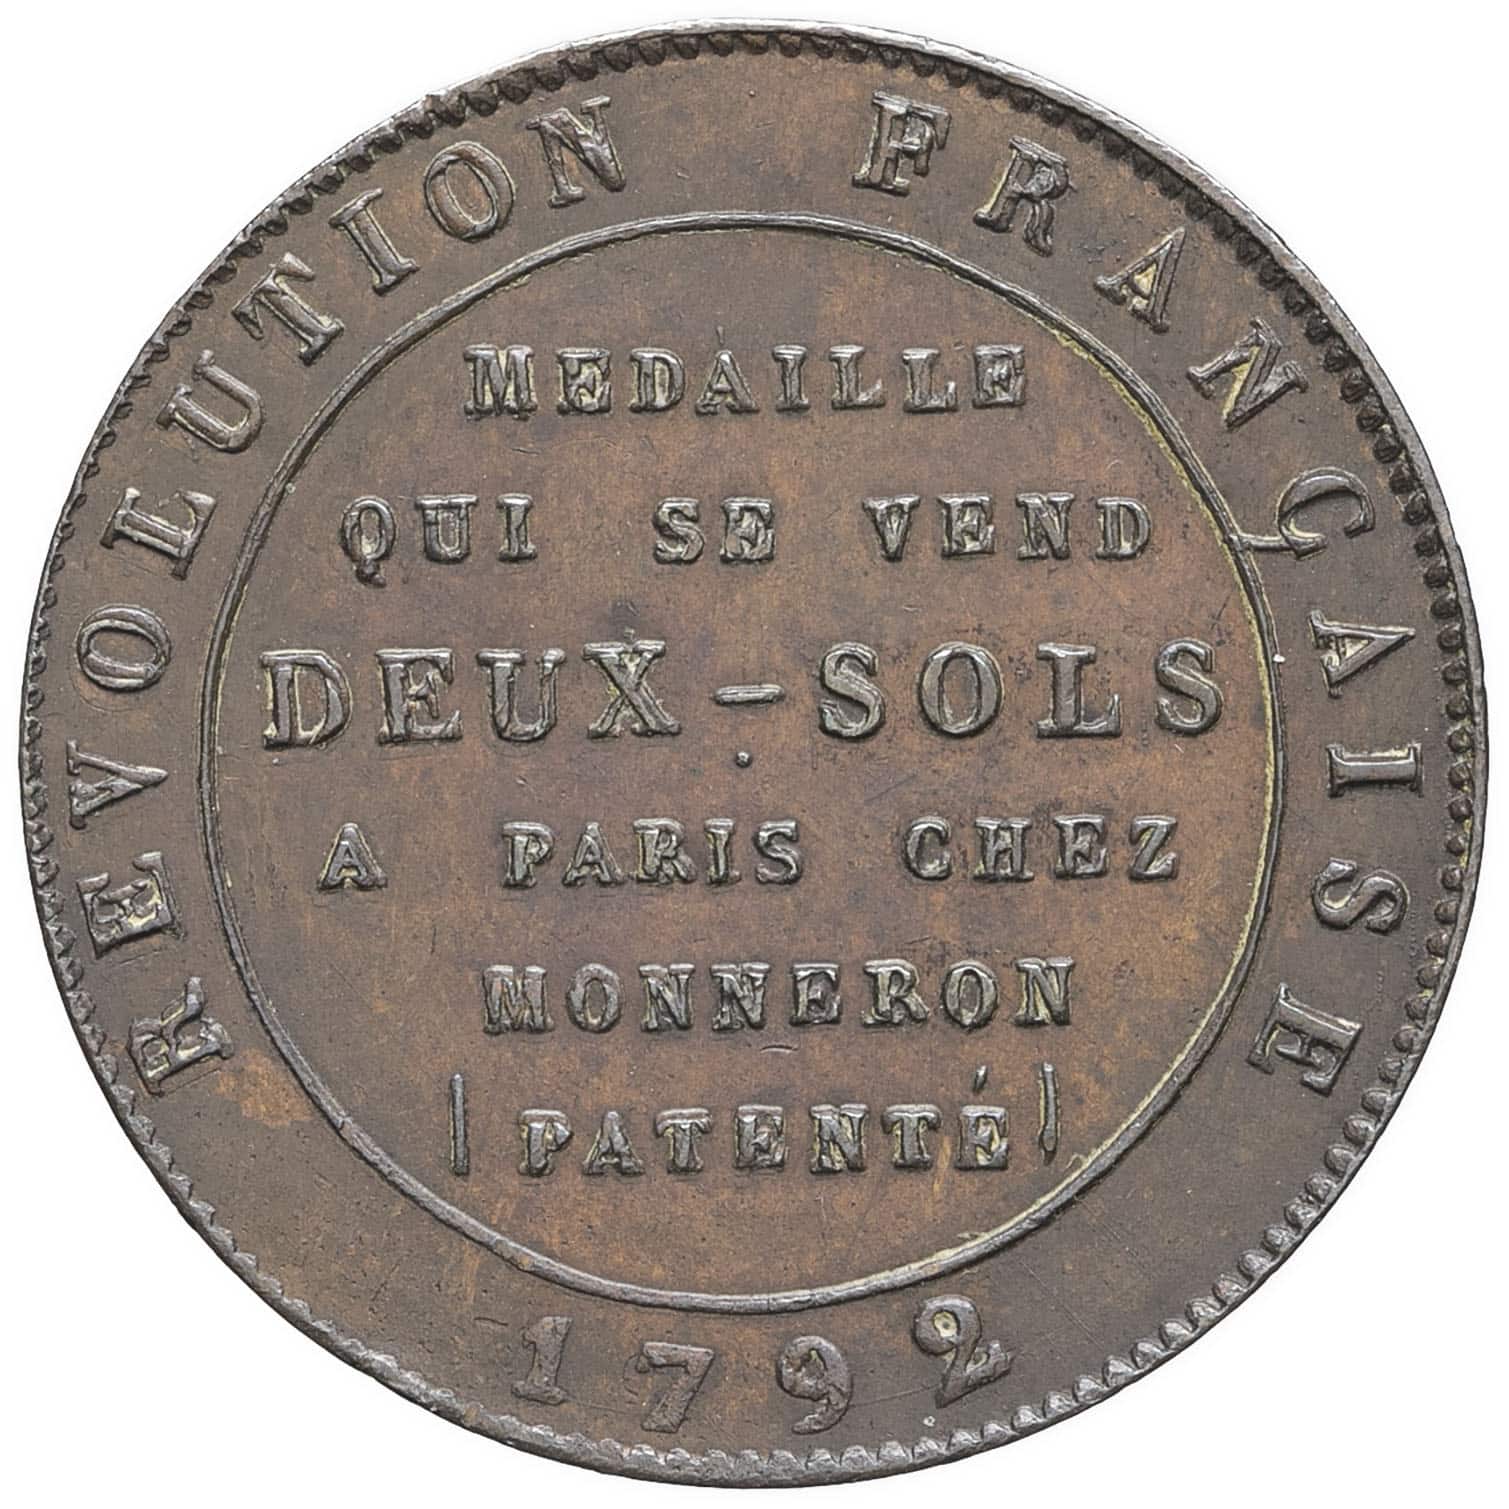 REVOLUTION FRANÇAISE
MEDAILLE
QUI SE VEND
DEUX - SOLS
A PARIS CHEZ
MONNERON
| PATENTÉ |
1792